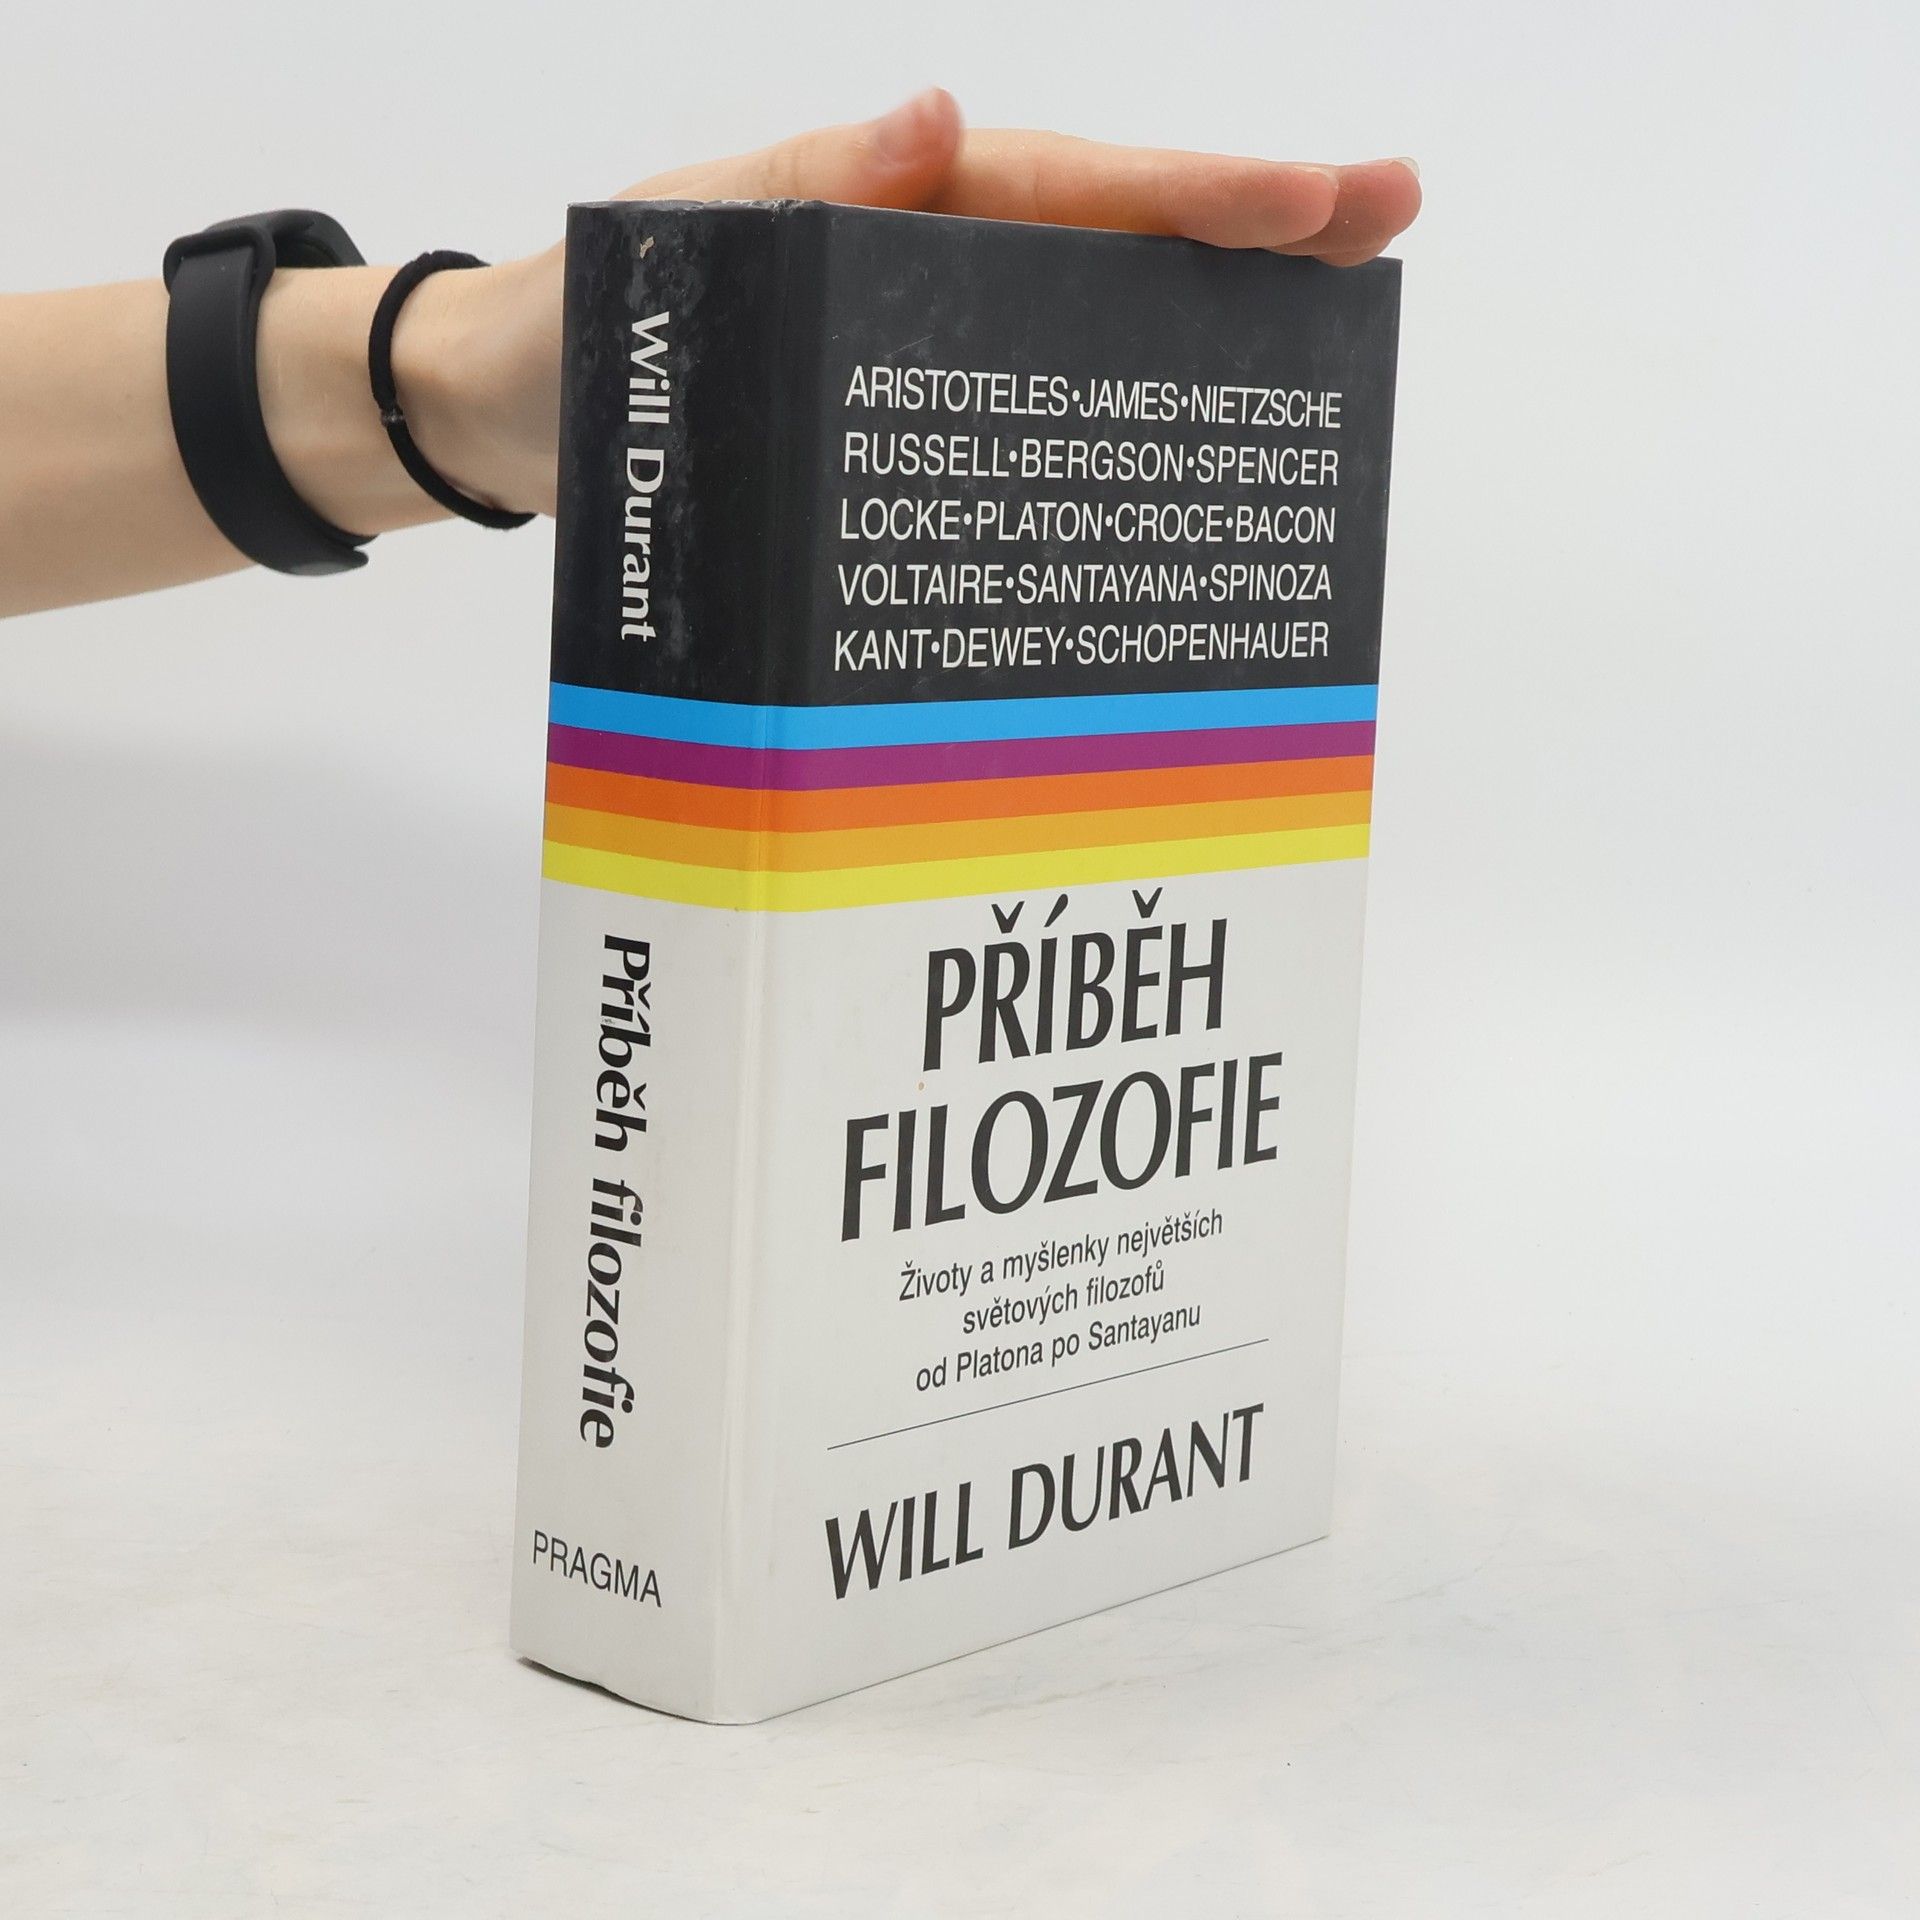 Will Durant
Příběh filozofie
PRAGMA
ARISTOTELES•JAMES•NIETZSCHE
RUSSELL•BERGSON•SPENCER
LOCKE•PLATON•CROCE•BACON
VOLTAIRE•SANTAYANA•SPINOZA
KANT•DEWEY•SCHOPENHAUER
PŘÍBĚH
FILOZOFIE
Životy a myšlenky největších
světových filozofů
od Platona po Santayanu
WILL DURANT